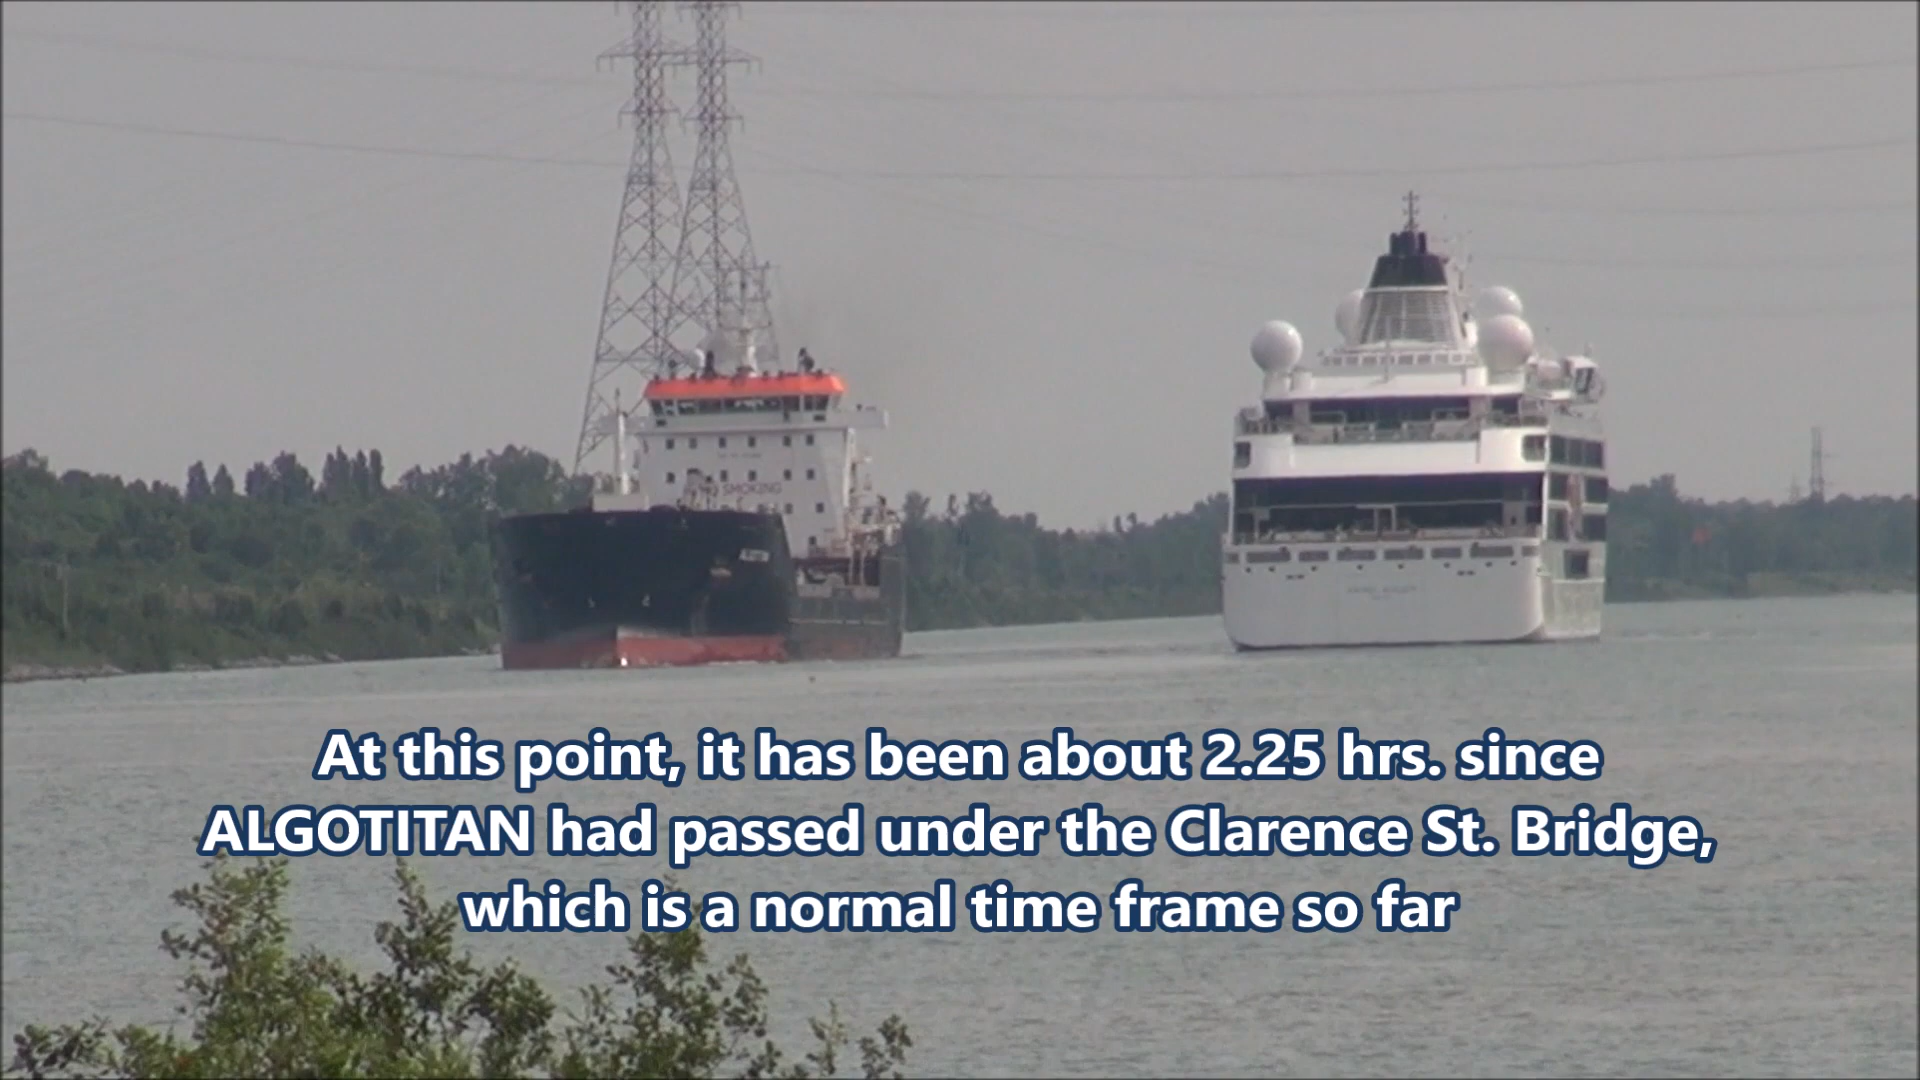 SMOKING
At this point, it has been about 2.25 hrs. since
ALGOTITAN had passed under the Clarence St. Bridge,
which is a normal time frame so far